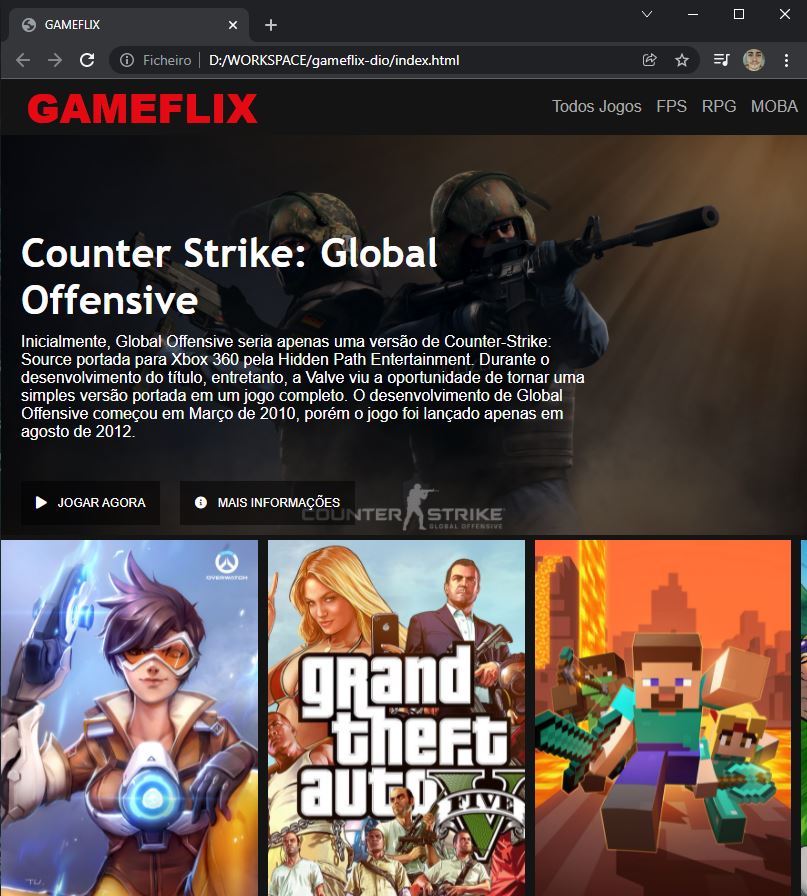 GAMEFLIX
Ficheiro
D:/WORKSPACE/gameflix-dio/index.html
GAMEFLIX
Todos Jogos FPS RPG MOBA
Counter Strike: Global
Offensive
Inicialmente, Global Offensive seria apenas uma versão de Counter-Strike:
Source portada para Xbox 360 pela Hidden Path Entertainment. Durante o
desenvolvimento do título, entretanto, a Valve viu a oportunidade de tornar uma
simples versão portada em um jogo completo. O desenvolvimento de Global
Offensive começou em Março de 2010, porém o jogo foi lançado apenas em
agosto de 2012.
JOGAR AGORA
MAIS INFORMAÇÕES
COUNTER STRIKE
GLOBAL OFFENSIVE
OVERWATCH
grand
theft
auto
V
FIVE